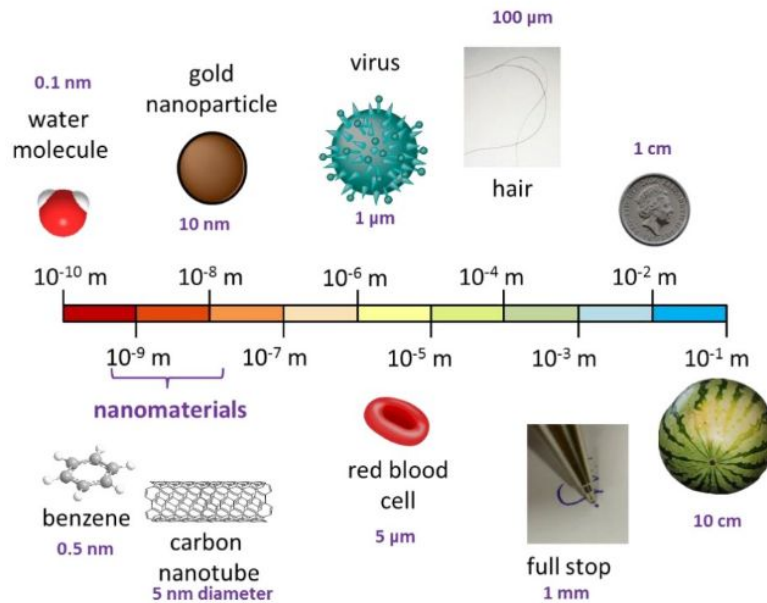 100 µm
0.1 nm
water
molecule
gold
nanoparticle
10 nm
virus
1 µm
hair
1 cm
10⁻¹⁰ m
10⁻⁸ m
10⁻⁶ m
10⁻⁴ m
10⁻² m
10⁻⁹ m
10⁻⁷ m
10⁻⁵ m
10⁻³ m
10⁻¹ m
nanomaterials
benzene
0.5 nm
carbon
nanotube
5 nm diameter
red blood
cell
5 µm
full stop
1 mm
10 cm